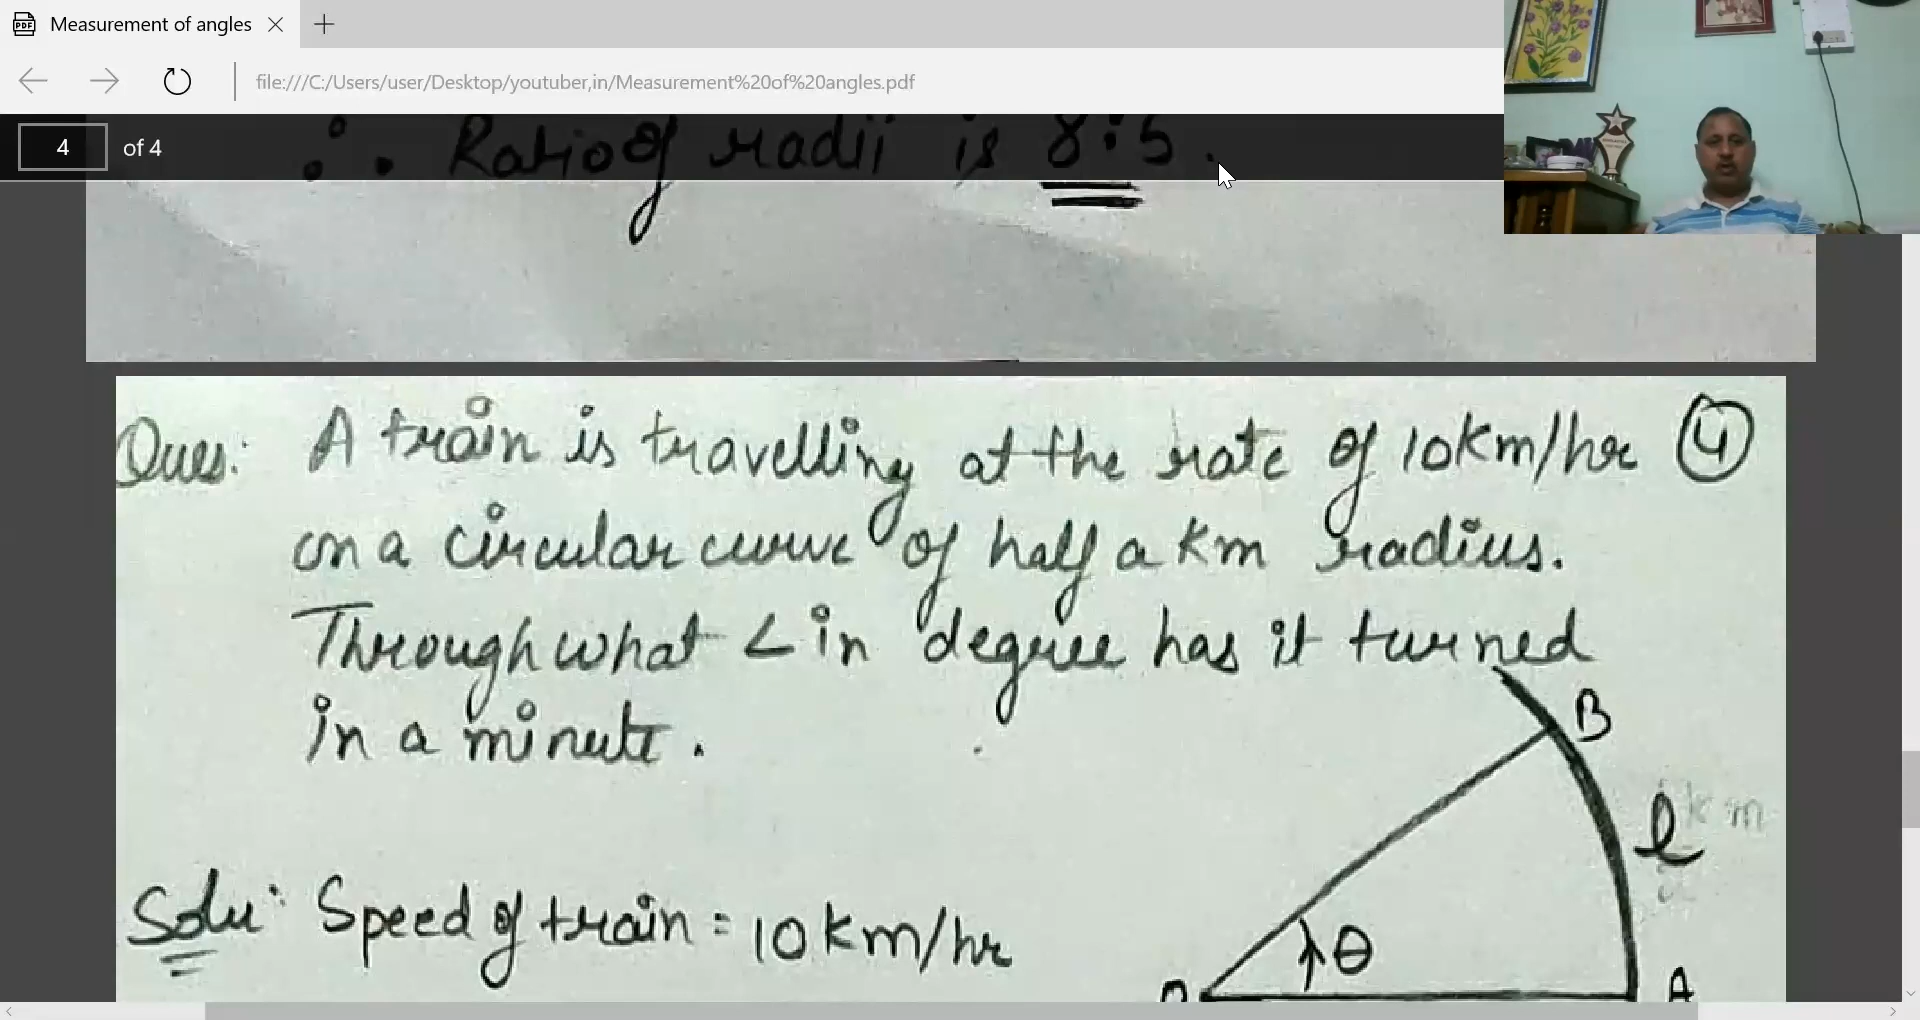 Measurement of angles
file:///C:/Users/user/Desktop/youtuber,in/Measurement%20of%20angles.pdf
4 of 4
∴ Ratio of radii is 8:5.
Ques: A train is travelling at the rate of 10km/hr ④
on a circular curve of half a km radius.
Through what ∠ in degree has it turned
in a minute.
B
l km
Solu: Speed of train = 10km/hr
θ
O A